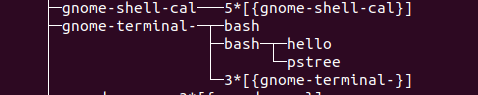 ├─gnome-shell-cal───5*[{gnome-shell-cal}]
├─gnome-terminal-─┬─bash
│                 ├─bash─┬─hello
│                 │      └─pstree
│                 └─3*[{gnome-terminal-}]